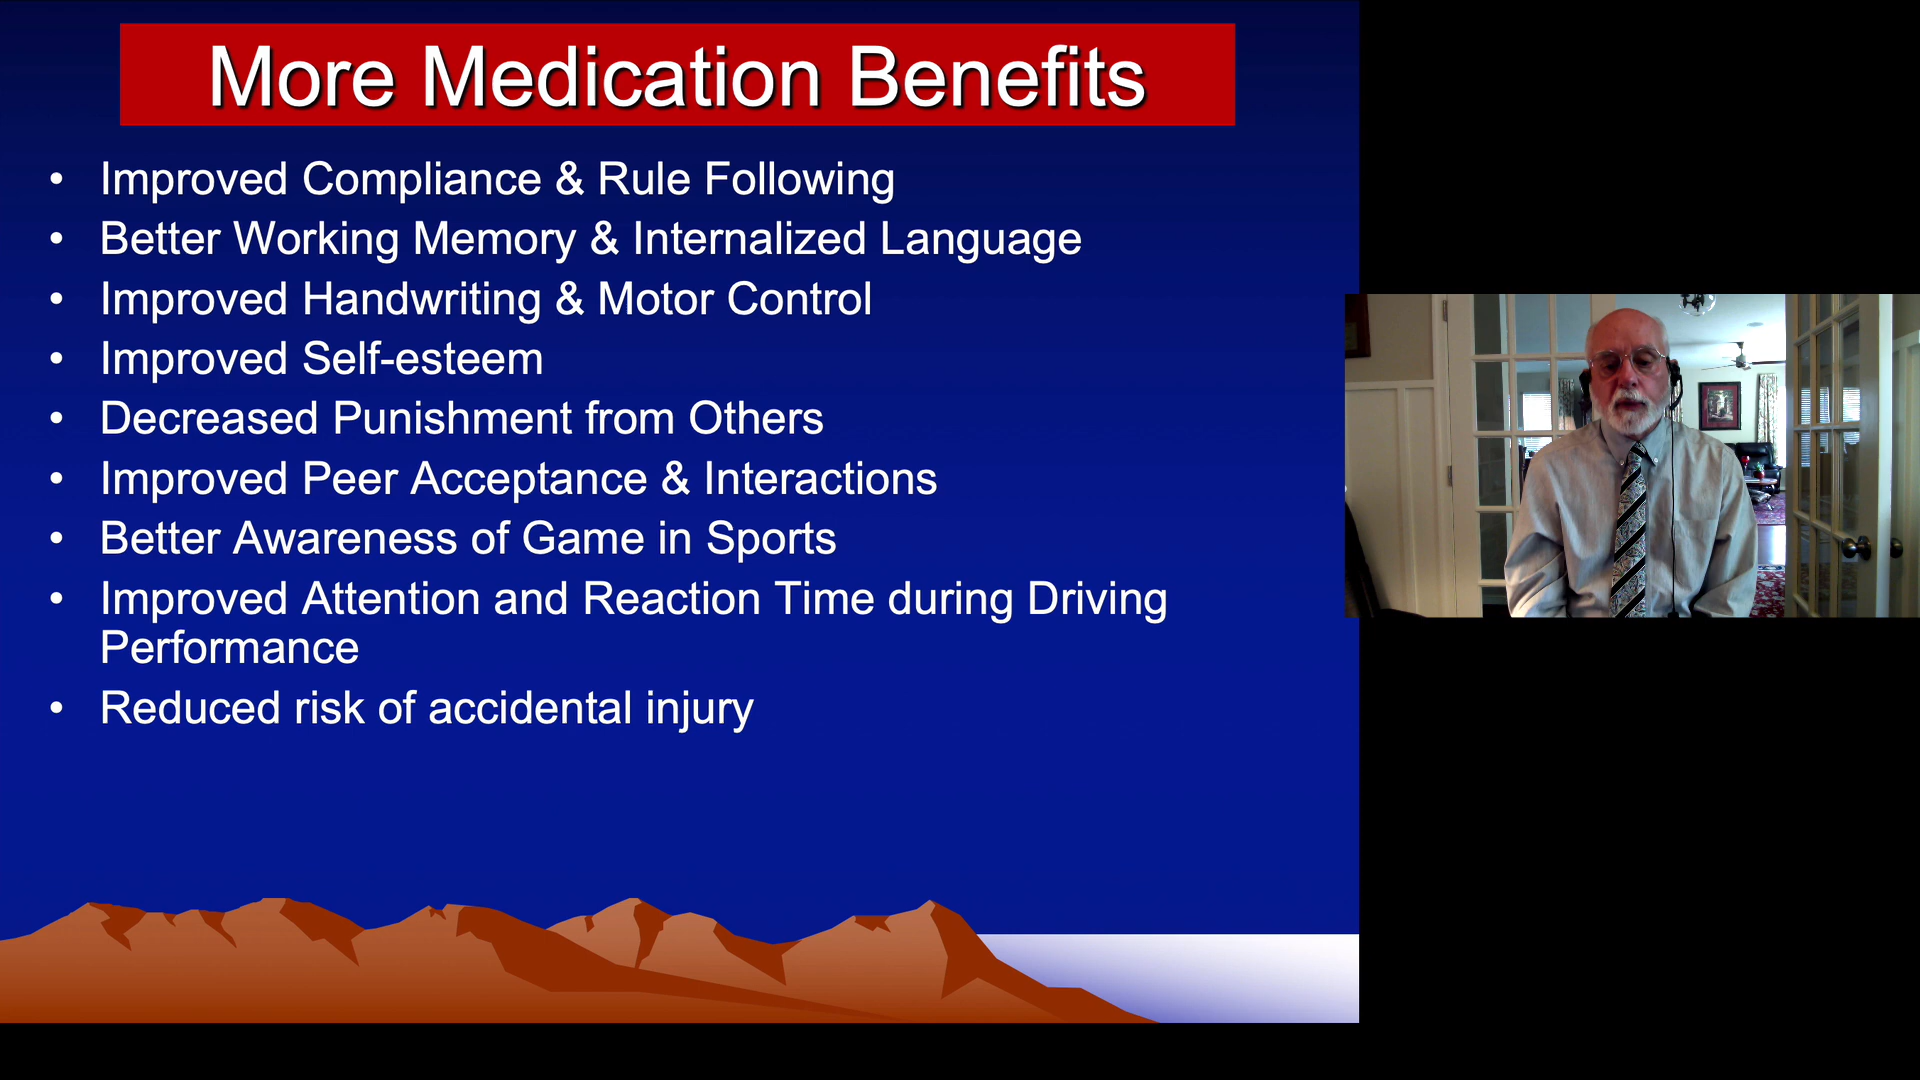 More Medication Benefits
• Improved Compliance & Rule Following
• Better Working Memory & Internalized Language
• Improved Handwriting & Motor Control
• Improved Self-esteem
• Decreased Punishment from Others
• Improved Peer Acceptance & Interactions
• Better Awareness of Game in Sports
• Improved Attention and Reaction Time during Driving
Performance
• Reduced risk of accidental injury